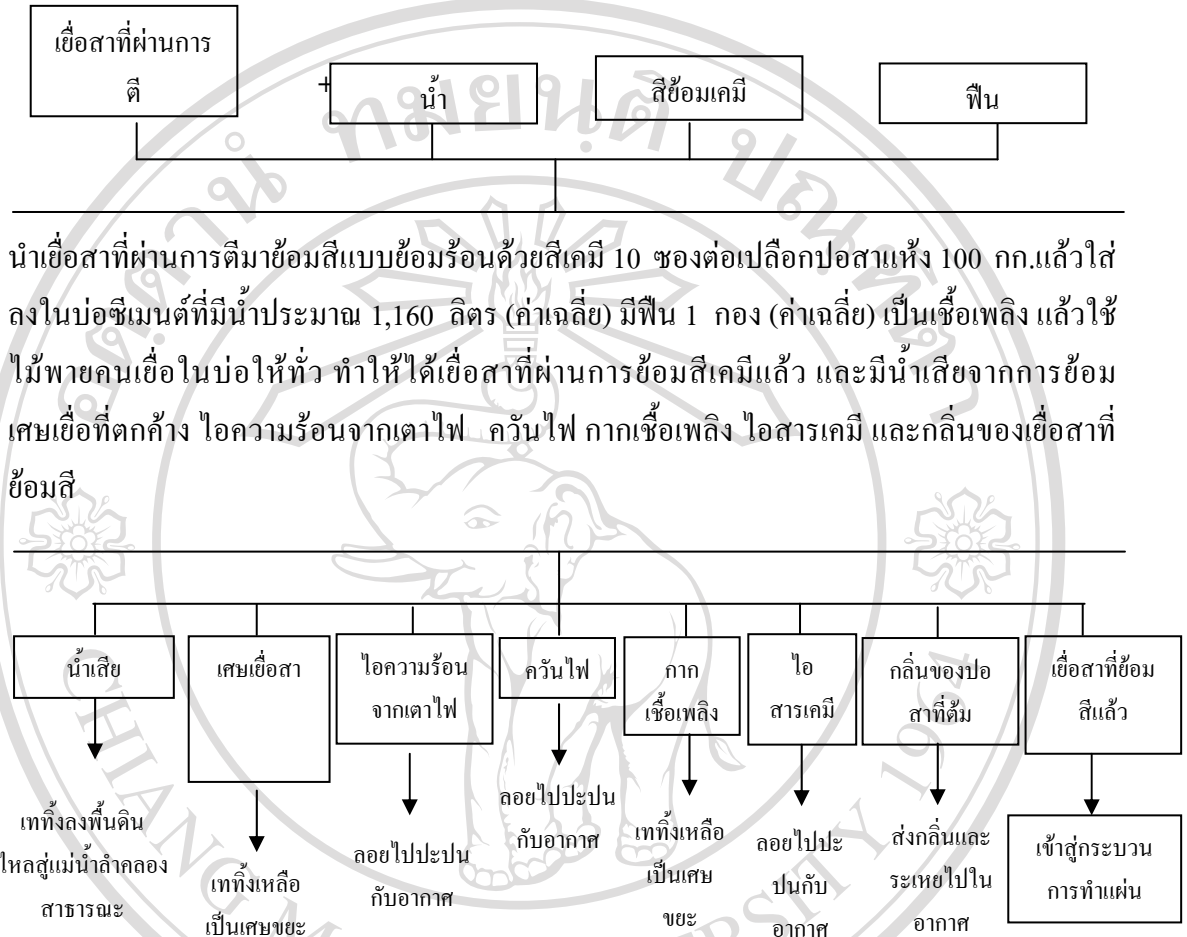 เยื่อสาที่ผ่านการ
ตี
+
น้ำ
สีย้อมเคมี
ฟืน
นำเยื่อสาที่ผ่านการตีมาย้อมสีแบบย้อมร้อนด้วยสีเคมี 10 ซองต่อเปลือกปอสาแห้ง 100 กก.แล้วใส่
ลงในบ่อซีเมนต์ที่มีน้ำประมาณ 1,160 ลิตร (ค่าเฉลี่ย) มีฟืน 1 กอง (ค่าเฉลี่ย) เป็นเชื้อเพลิง แล้วใช้
ไม้พายคนเยื่อในบ่อให้ทั่ว ทำให้ได้เยื่อสาที่ผ่านการย้อมสีเคมีแล้ว และมีน้ำเสียจากการย้อม
เศษเยื่อที่ตกค้าง ไอความร้อนจากเตาไฟ ควันไฟ กากเชื้อเพลิง ไอสารเคมี และกลิ่นของเยื่อสาที่
ย้อมสี
น้ำเสีย
เศษเยื่อสา
ไอความร้อน
จากเตาไฟ
ควันไฟ
กาก
เชื้อเพลิง
ไอ
สารเคมี
กลิ่นของปอ
สาที่ต้ม
เยื่อสาที่ย้อม
สีแล้ว
เททิ้งลงพื้นดิน
ไหลสู่แม่น้ำลำคลอง
สาธารณะ
เททิ้งเหลือ
เป็นเศษขยะ
ลอยไปปะปน
กับอากาศ
ลอยไปปะปน
กับอากาศ
เททิ้งเหลือ
เป็นเศษ
ขยะ
ลอยไปปะ
ปนกับ
อากาศ
ส่งกลิ่นและ
ระเหยไปใน
อากาศ
เข้าสู่กระบวน
การทำแผ่น